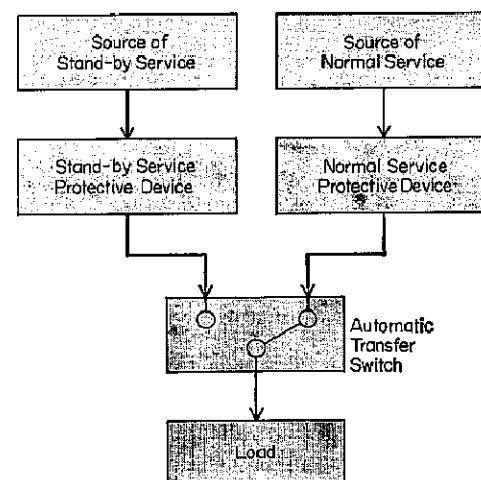 Source of
Stand-by Service
Source of
Normal Service
Stand-by Service
Protective Device
Normal Service
Protective Device
Automatic
Transfer
Switch
Load